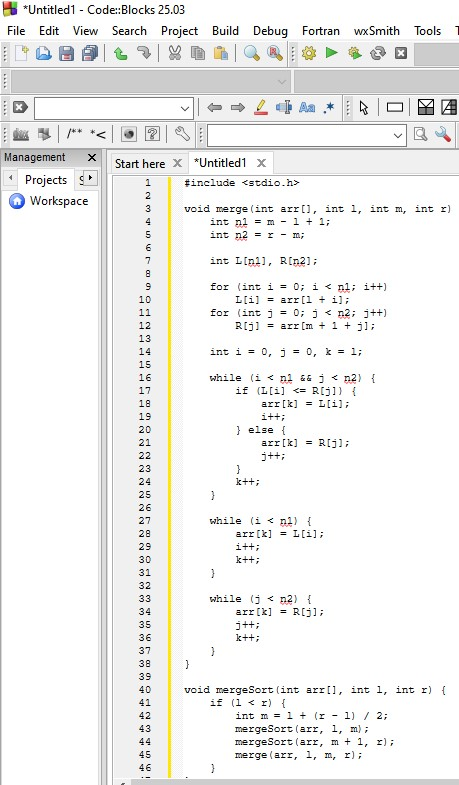 *Untitled1 - Code::Blocks 25.03
File Edit View Search Project Build Debug Fortran wxSmith Tools
/** *<
Aa .*
Management X
Start here X *Untitled1 X
Projects
Workspace
1 #include <stdio.h>
2
3 void merge(int arr[], int l, int m, int r)
4 int n1 = m - l + 1;
5 int n2 = r - m;
6
7 int L[n1], R[n2];
8
9 for (int i = 0; i < n1; i++)
10 L[i] = arr[l + i];
11 for (int j = 0; j < n2; j++)
12 R[j] = arr[m + 1 + j];
13
14 int i = 0, j = 0, k = l;
15
16 while (i < n1 && j < n2) {
17 if (L[i] <= R[j]) {
18 arr[k] = L[i];
19 i++;
20 } else {
21 arr[k] = R[j];
22 j++;
23 }
24 k++;
25 }
26
27 while (i < n1) {
28 arr[k] = L[i];
29 i++;
30 k++;
31 }
32
33 while (j < n2) {
34 arr[k] = R[j];
35 j++;
36 k++;
37 }
38 }
39
40 void mergeSort(int arr[], int l, int r) {
41 if (l < r) {
42 int m = l + (r - l) / 2;
43 mergeSort(arr, l, m);
44 mergeSort(arr, m + 1, r);
45 merge(arr, l, m, r);
46 }